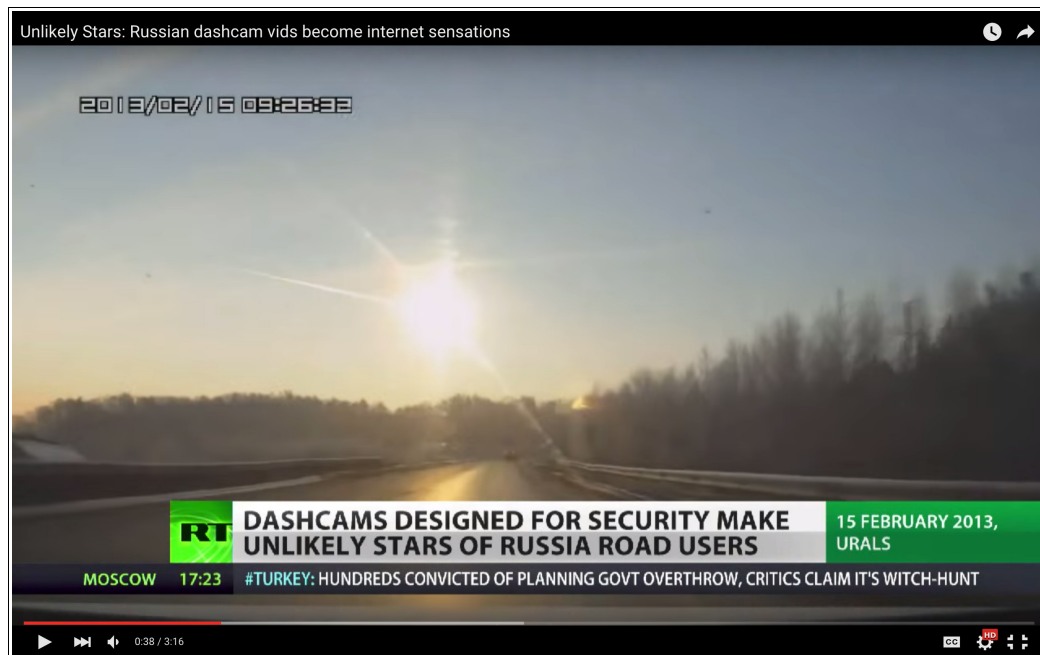 Unlikely Stars: Russian dashcam vids become internet sensations
2013/02/15 09:26:32
RT
DASHCAMS DESIGNED FOR SECURITY MAKE
UNLIKELY STARS OF RUSSIA ROAD USERS
15 FEBRUARY 2013,
URALS
MOSCOW 17:23 #TURKEY: HUNDREDS CONVICTED OF PLANNING GOVT OVERTHROW, CRITICS CLAIM IT'S WITCH-HUNT
0:38 / 3:16
CC
HD